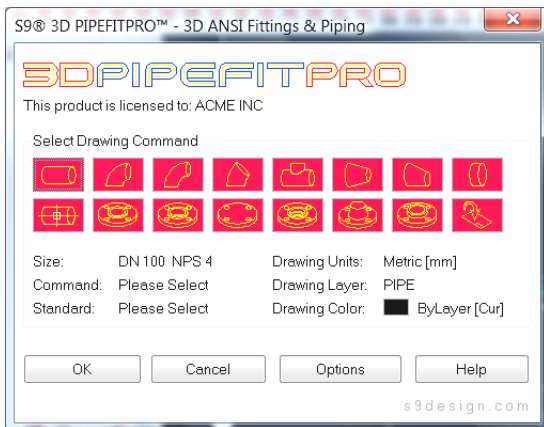 S9® 3D PIPEFITPRO™ - 3D ANSI Fittings & Piping
3DPIPEFITPRO
This product is licensed to: ACME INC
Select Drawing Command
Size: DN 100 NPS 4 Drawing Units: Metric [mm]
Command: Please Select Drawing Layer: PIPE
Standard: Please Select Drawing Color: ByLayer [Cur]
OK Cancel Options Help
s9design.com